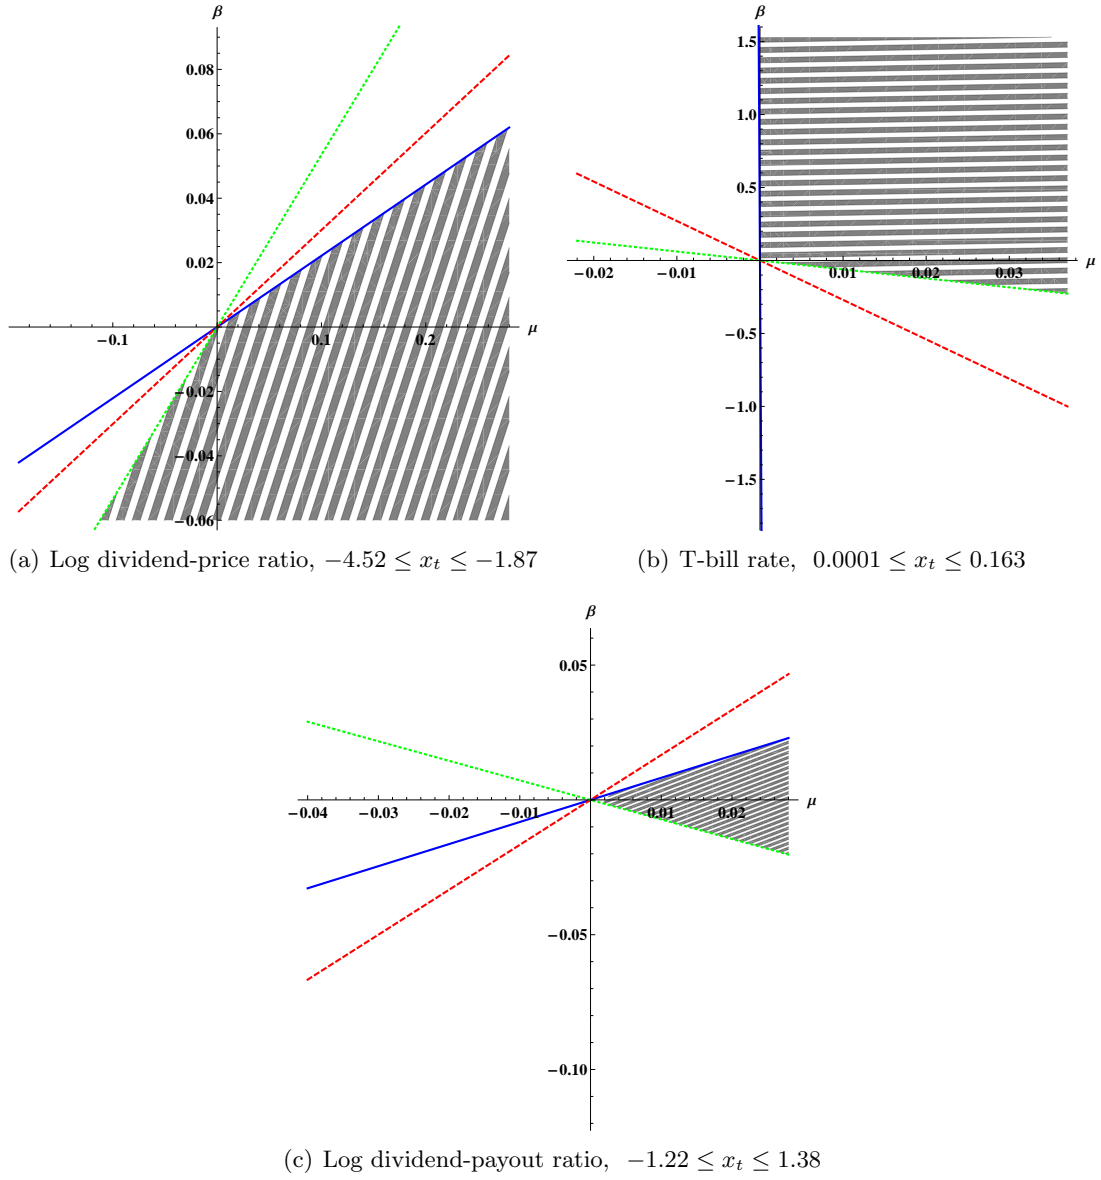 β
0.08
0.06
0.04
0.02
−0.1 0.1 0.2 μ
−0.02
−0.04
−0.06
β
1.5
1.0
0.5
−0.02 −0.01 0.01 0.02 0.03 μ
−0.5
−1.0
−1.5
(a) Log dividend-price ratio, −4.52 ≤ x_t ≤ −1.87
(b) T-bill rate, 0.0001 ≤ x_t ≤ 0.163
β
0.05
−0.04 −0.03 −0.02 −0.01 0.01 0.02 μ
−0.05
−0.10
(c) Log dividend-payout ratio, −1.22 ≤ x_t ≤ 1.38